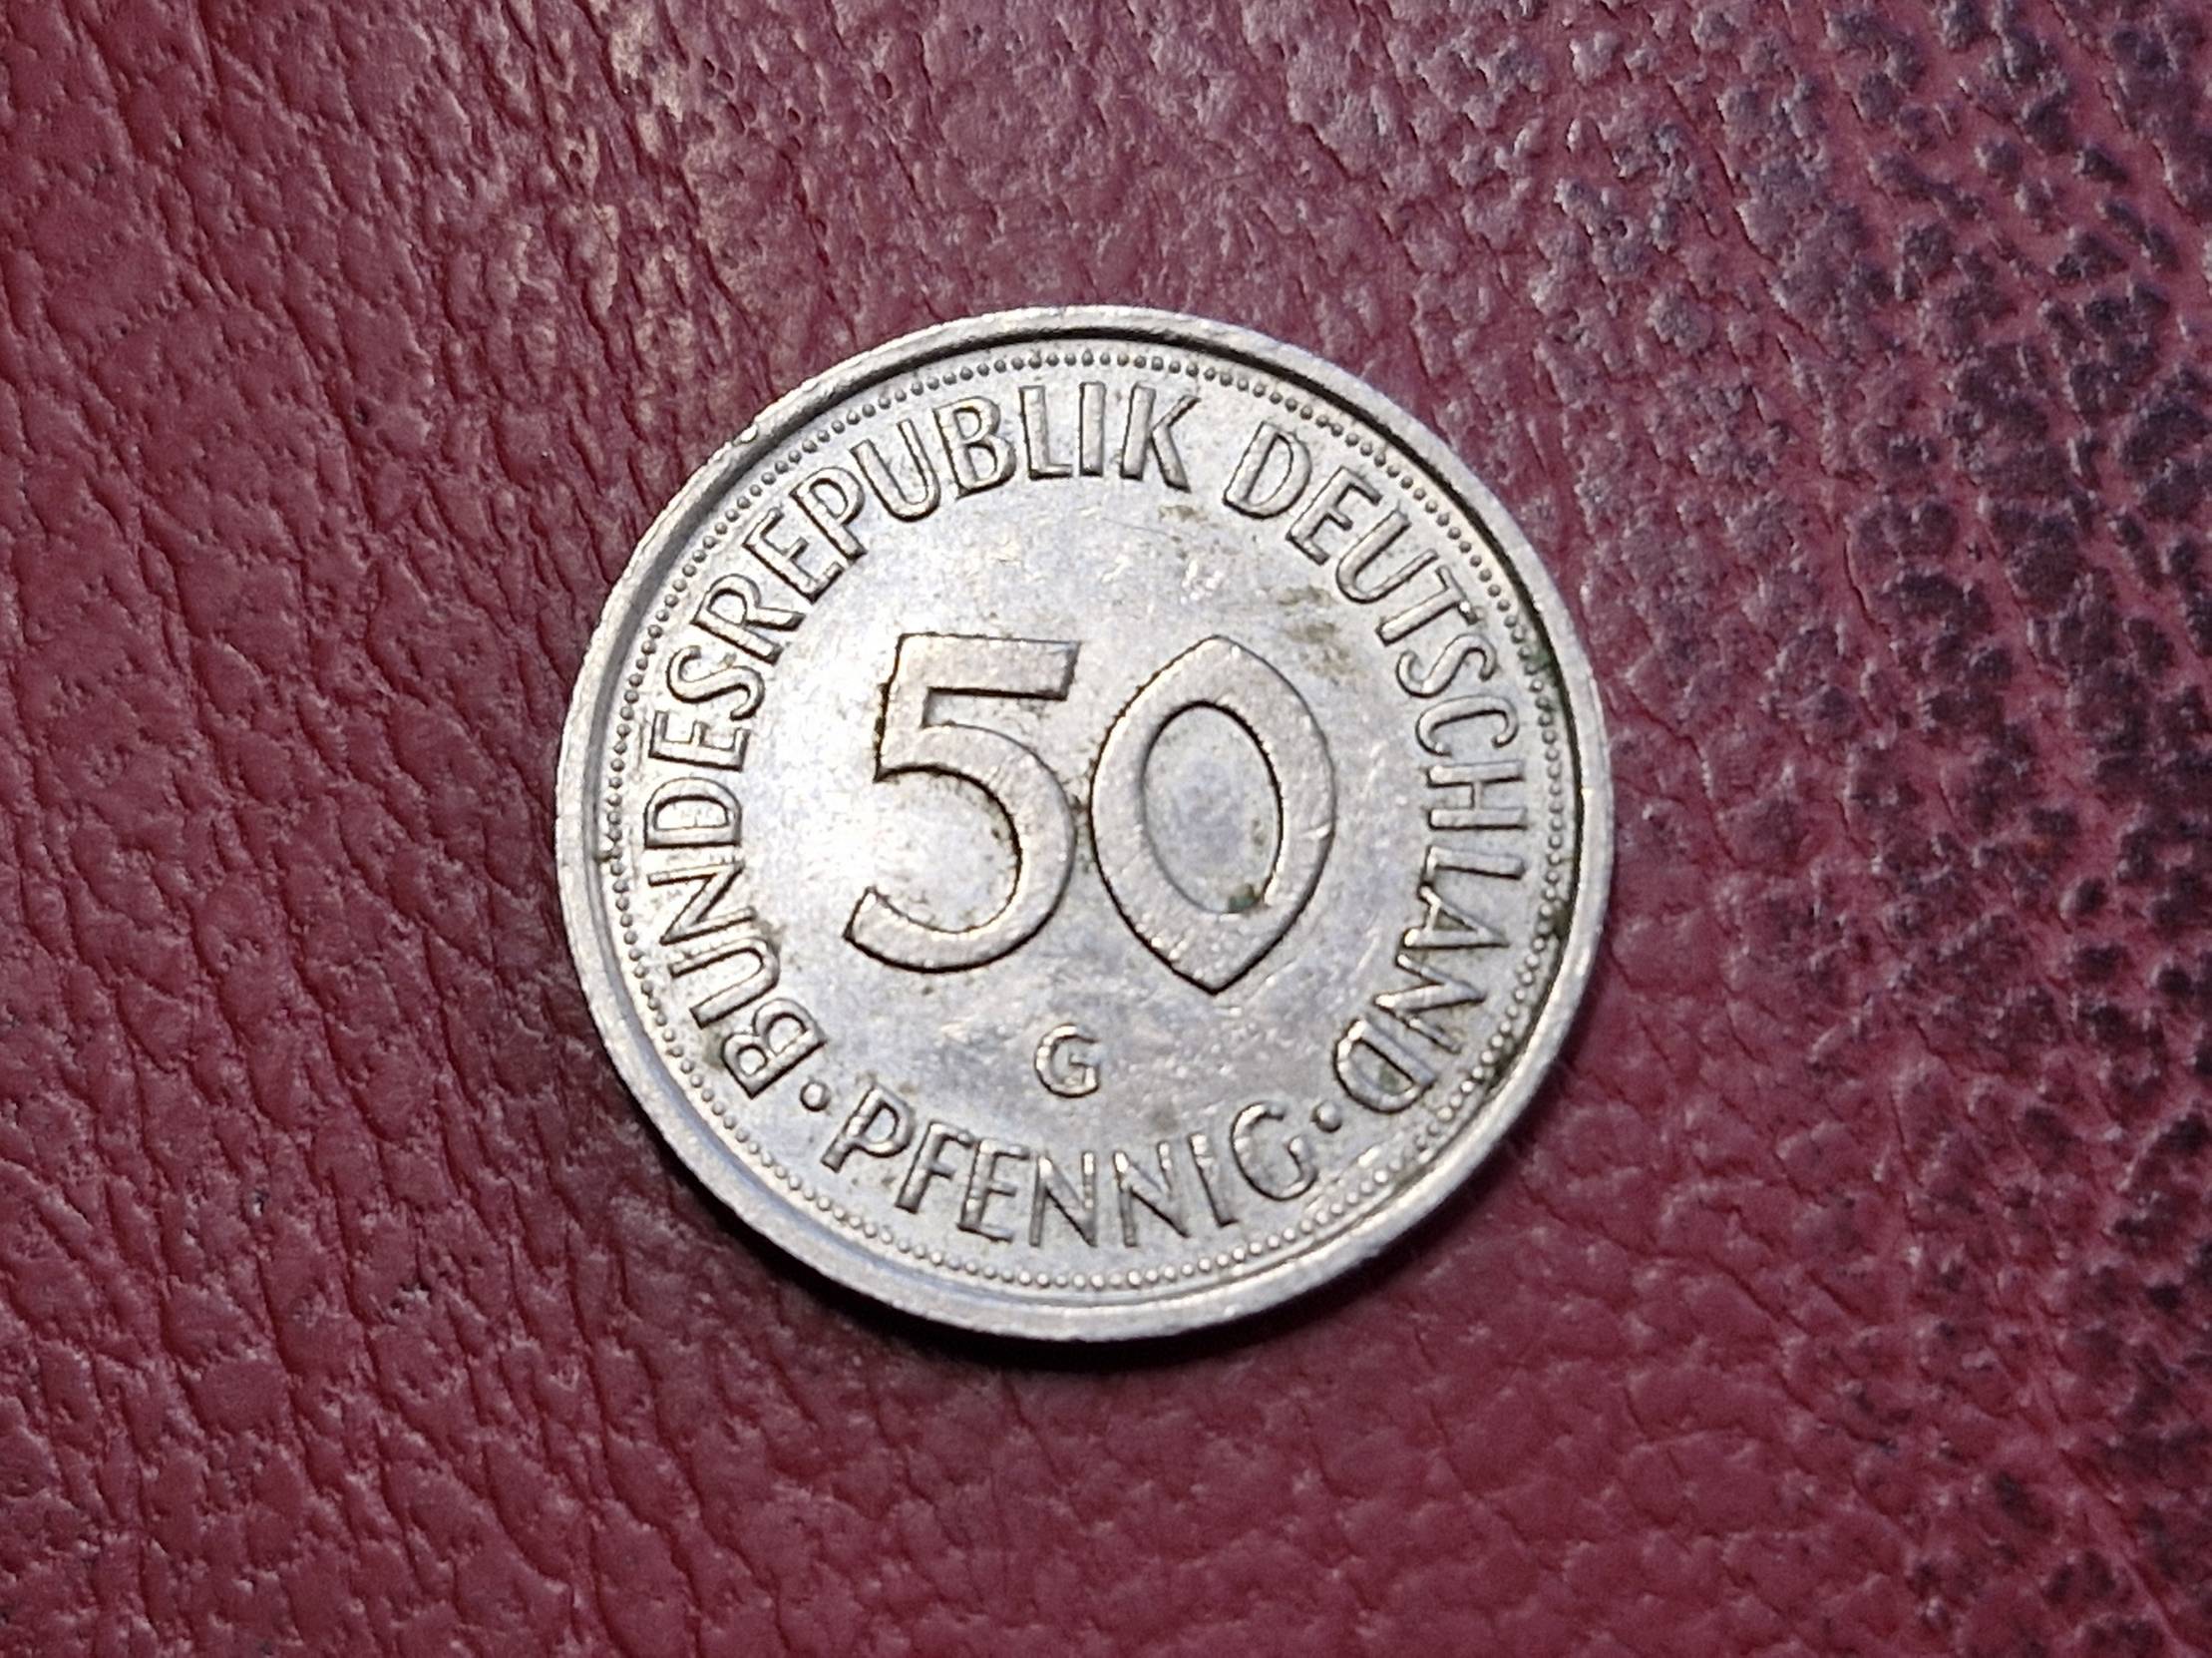 BUNDESREPUBLIK DEUTSCHLAND
50
G
· PFENNIG ·